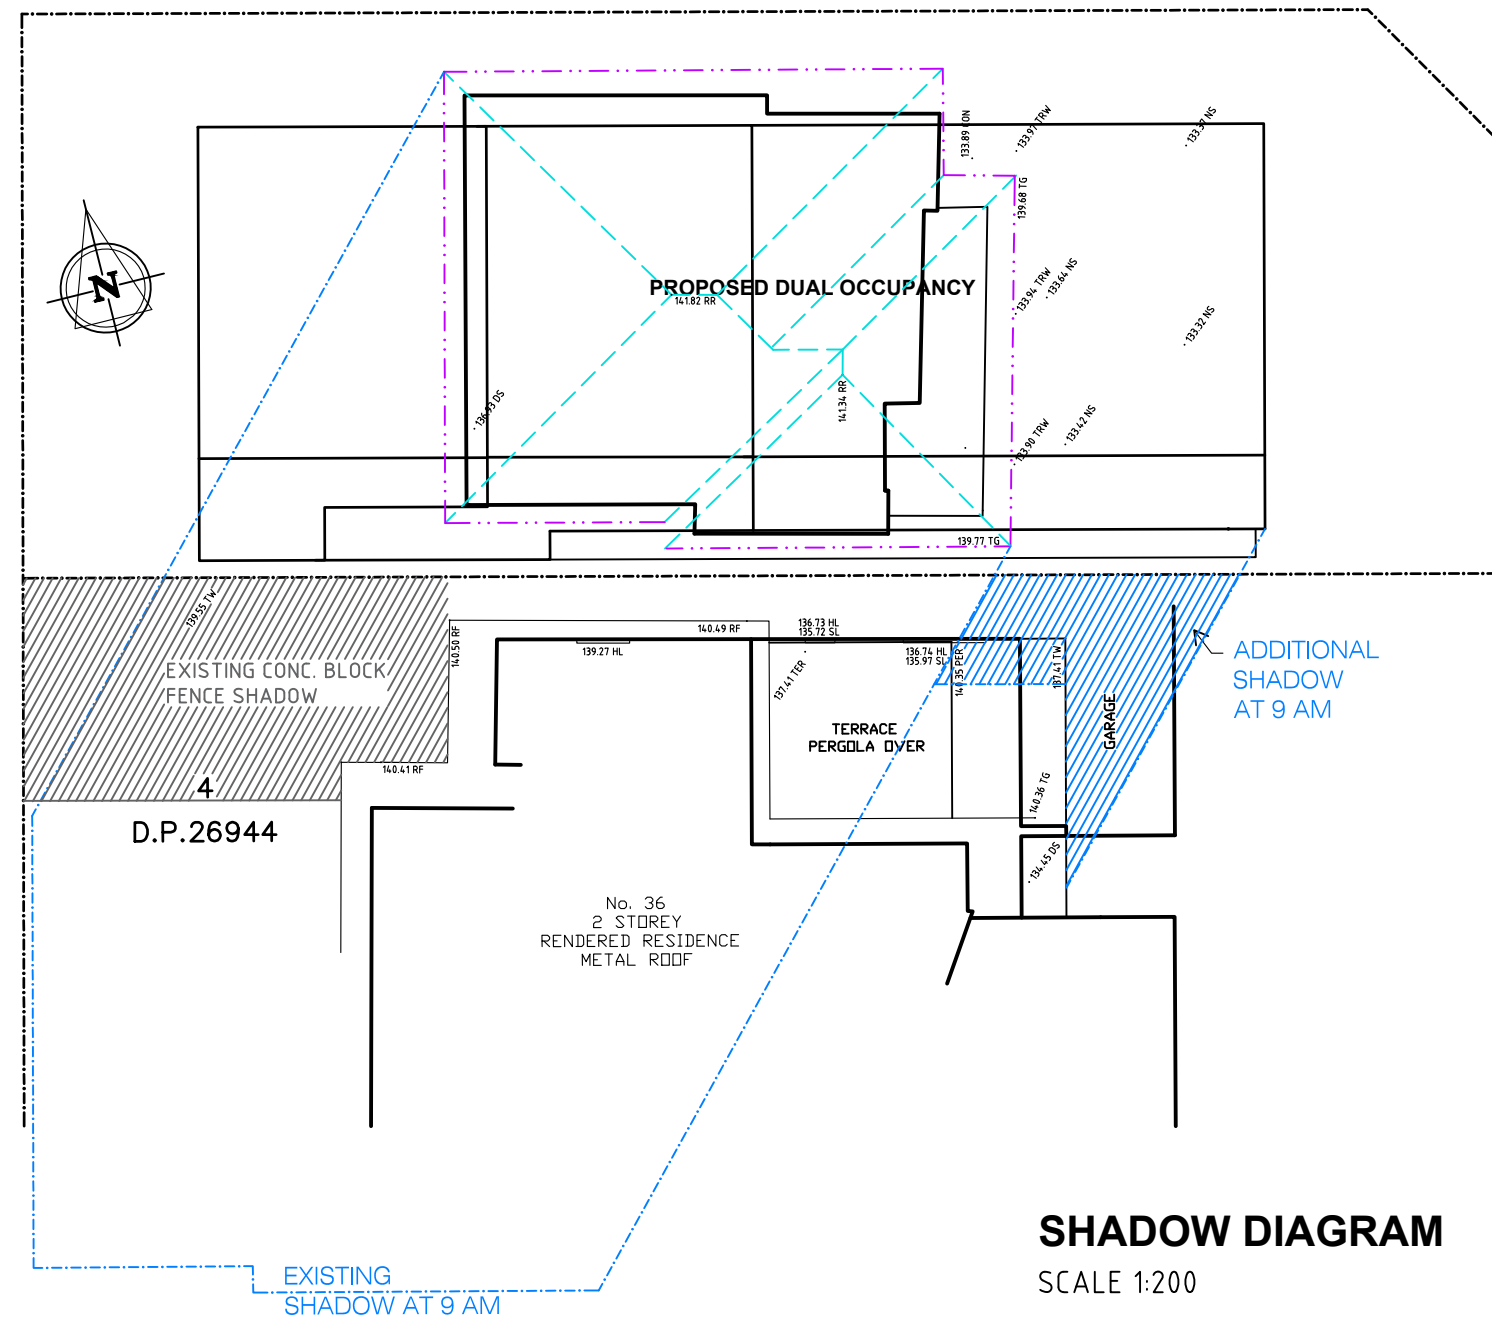 133.89 CON
133.97 TRW
133.37 NS
139.68 TG
N
PROPOSED DUAL OCCUPANCY
141.82 RR
133.94 TRW
133.64 NS
133.32 NS
141.34 RR
136.93 DS
133.90 TRW
133.42 NS
139.77 TG
139.55 TW
140.50 RF
140.49 RF
136.73 HL
135.72 SL
139.27 HL
136.74 HL
135.97 SL
137.41 TER
140.35 PER
137.41 TW
EXISTING CONC. BLOCK
FENCE SHADOW
ADDITIONAL
SHADOW
AT 9 AM
GARAGE
TERRACE
PERGOLA OVER
140.41 RF
140.36 TG
4
D.P.26944
134.45 DS
No. 36
2 STOREY
RENDERED RESIDENCE
METAL ROOF
SHADOW DIAGRAM
SCALE 1:200
EXISTING
SHADOW AT 9 AM